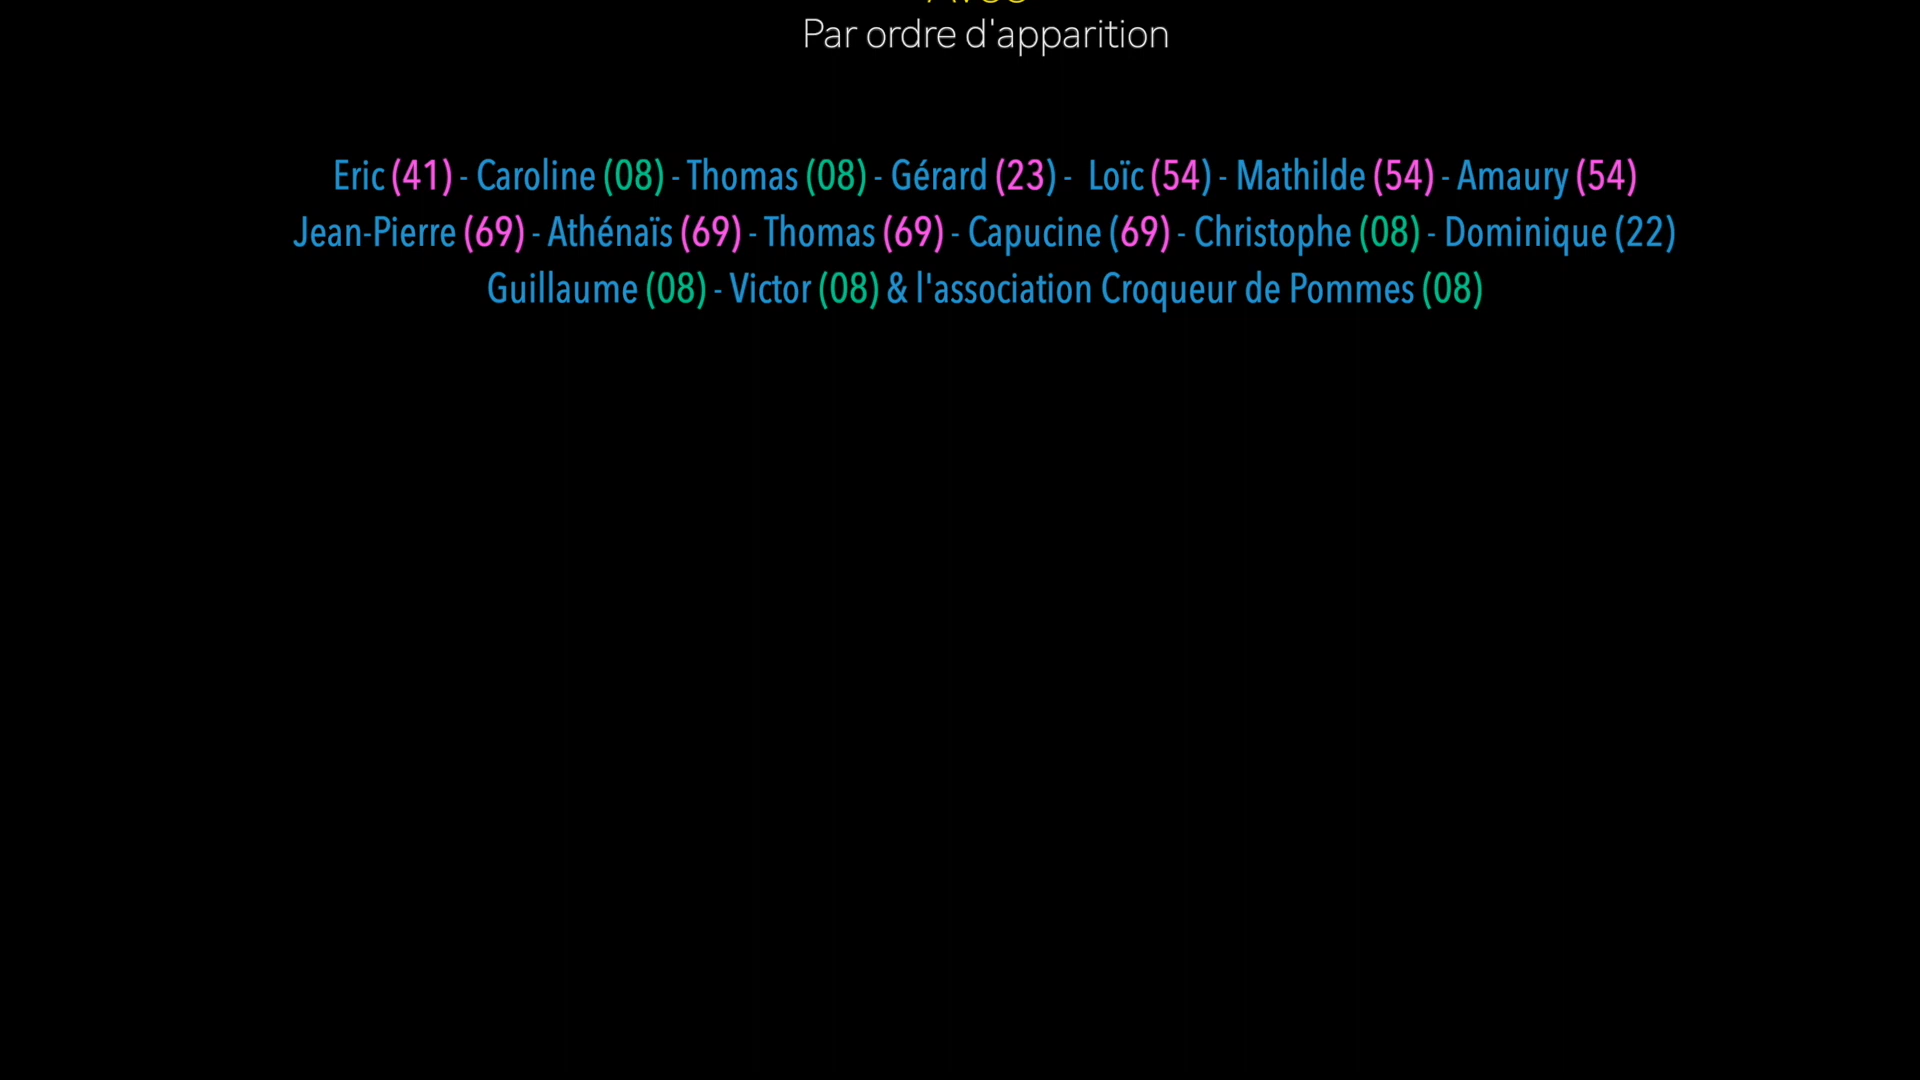 Avec
Par ordre d'apparition
Eric (41) - Caroline (08) - Thomas (08) - Gérard (23) - Loïc (54) - Mathilde (54) - Amaury (54)
Jean-Pierre (69) - Athénaïs (69) - Thomas (69) - Capucine (69) - Christophe (08) - Dominique (22)
Guillaume (08) - Victor (08) & l'association Croqueur de Pommes (08)